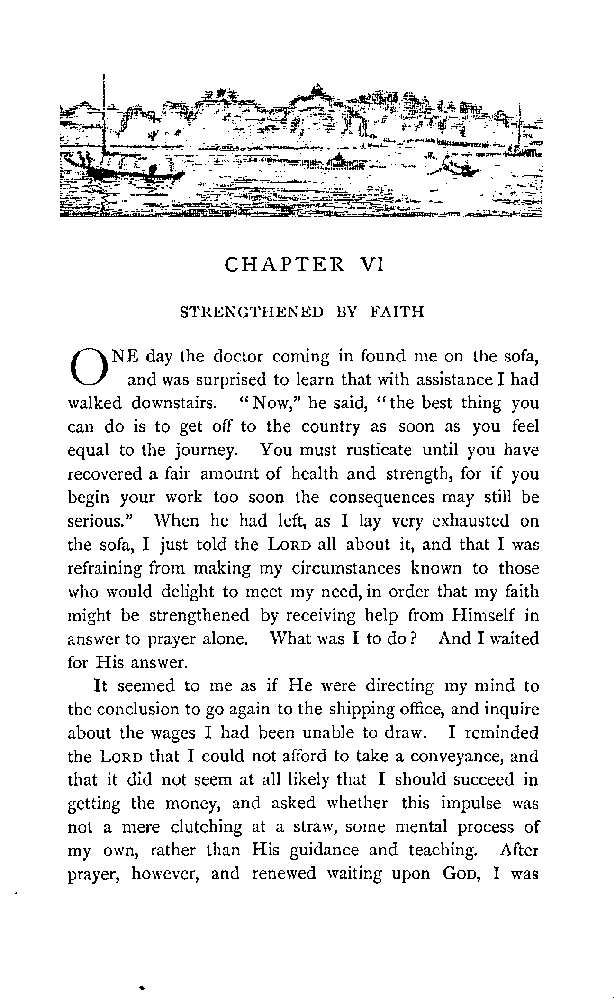 CHAPTER VI
STRENGTHENED BY FAITH
ONE day the doctor coming in found me on the sofa,
and was surprised to learn that with assistance I had
walked downstairs. "Now," he said, "the best thing you
can do is to get off to the country as soon as you feel
equal to the journey. You must rusticate until you have
recovered a fair amount of health and strength, for if you
begin your work too soon the consequences may still be
serious." When he had left, as I lay very exhausted on
the sofa, I just told the LORD all about it, and that I was
refraining from making my circumstances known to those
who would delight to meet my need, in order that my faith
might be strengthened by receiving help from Himself in
answer to prayer alone. What was I to do? And I waited
for His answer.
It seemed to me as if He were directing my mind to
the conclusion to go again to the shipping office, and inquire
about the wages I had been unable to draw. I reminded
the LORD that I could not afford to take a conveyance, and
that it did not seem at all likely that I should succeed in
getting the money, and asked whether this impulse was
not a mere clutching at a straw, some mental process of
my own, rather than His guidance and teaching. After
prayer, however, and renewed waiting upon GOD, I was